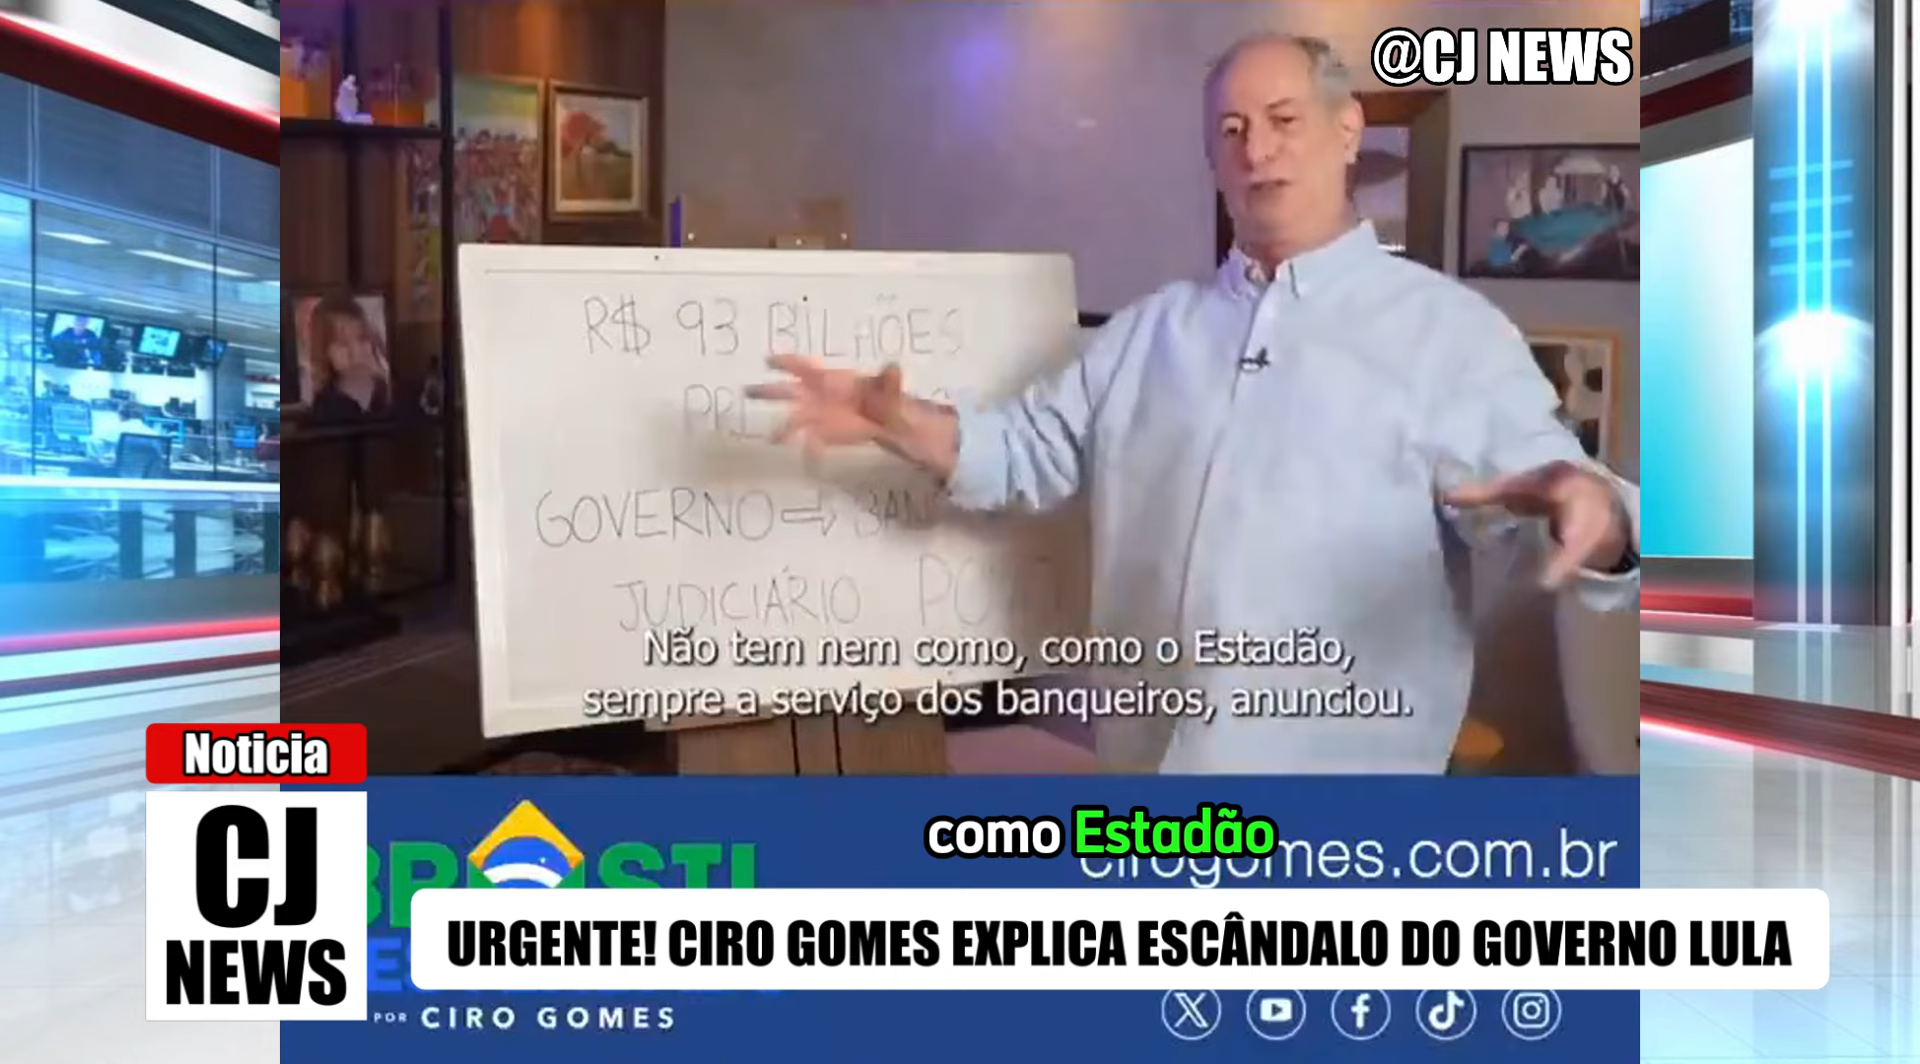 @CJ NEWS
R$ 93 BILHÕES
GOVERNO ⇒
JUDICIÁRIO
Não tem nem como, como o Estadão,
sempre a serviço dos banqueiros, anunciou.
Noticia
CJ
NEWS
como Estadão
cirogomes.com.br
URGENTE! CIRO GOMES EXPLICA ESCÂNDALO DO GOVERNO LULA
POR CIRO GOMES